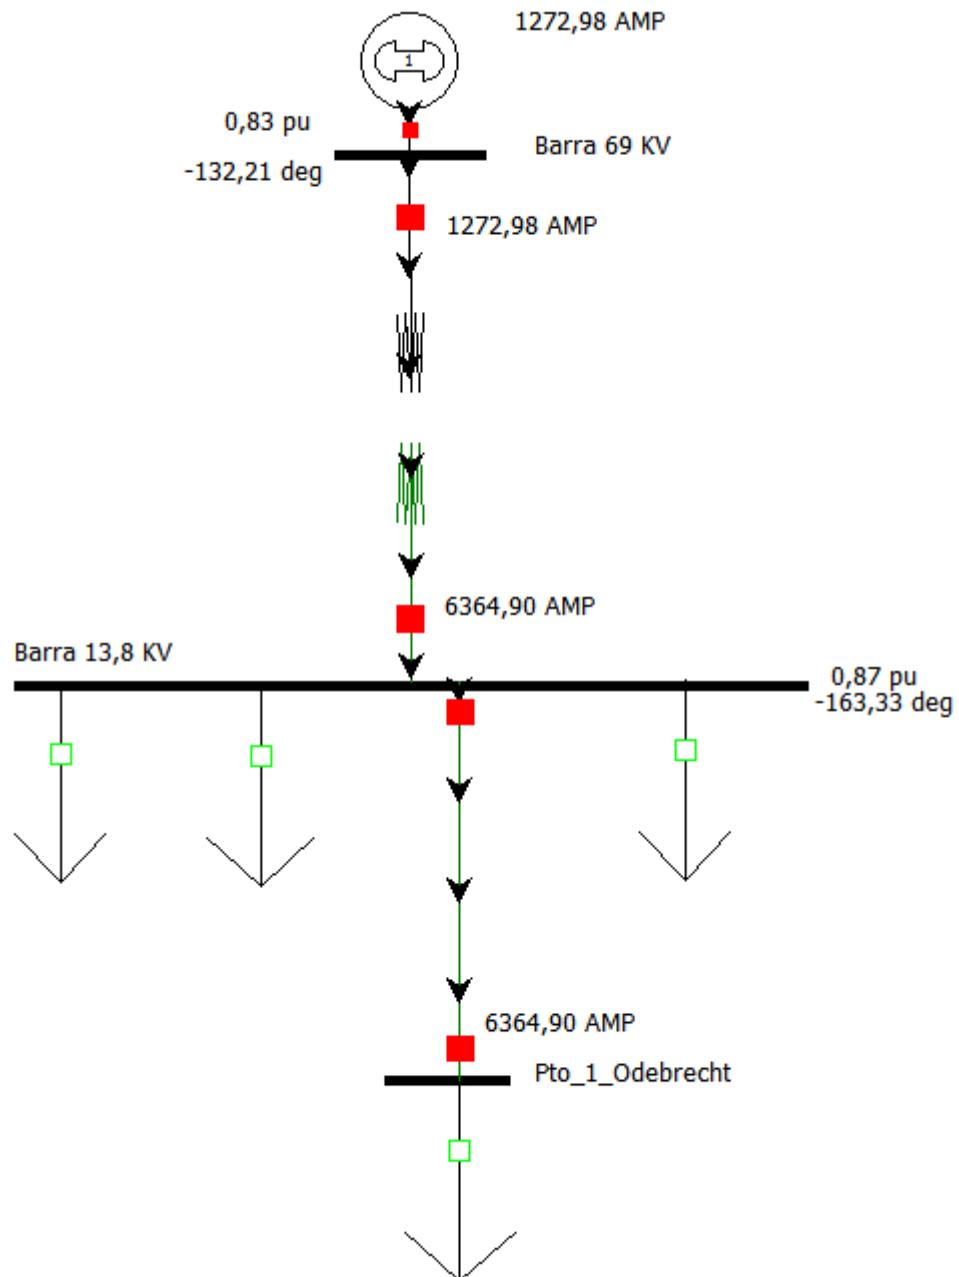 1272,98 AMP
1
0,83 pu
Barra 69 KV
-132,21 deg
1272,98 AMP
6364,90 AMP
Barra 13,8 KV
0,87 pu
-163,33 deg
6364,90 AMP
Pto_1_Odebrecht